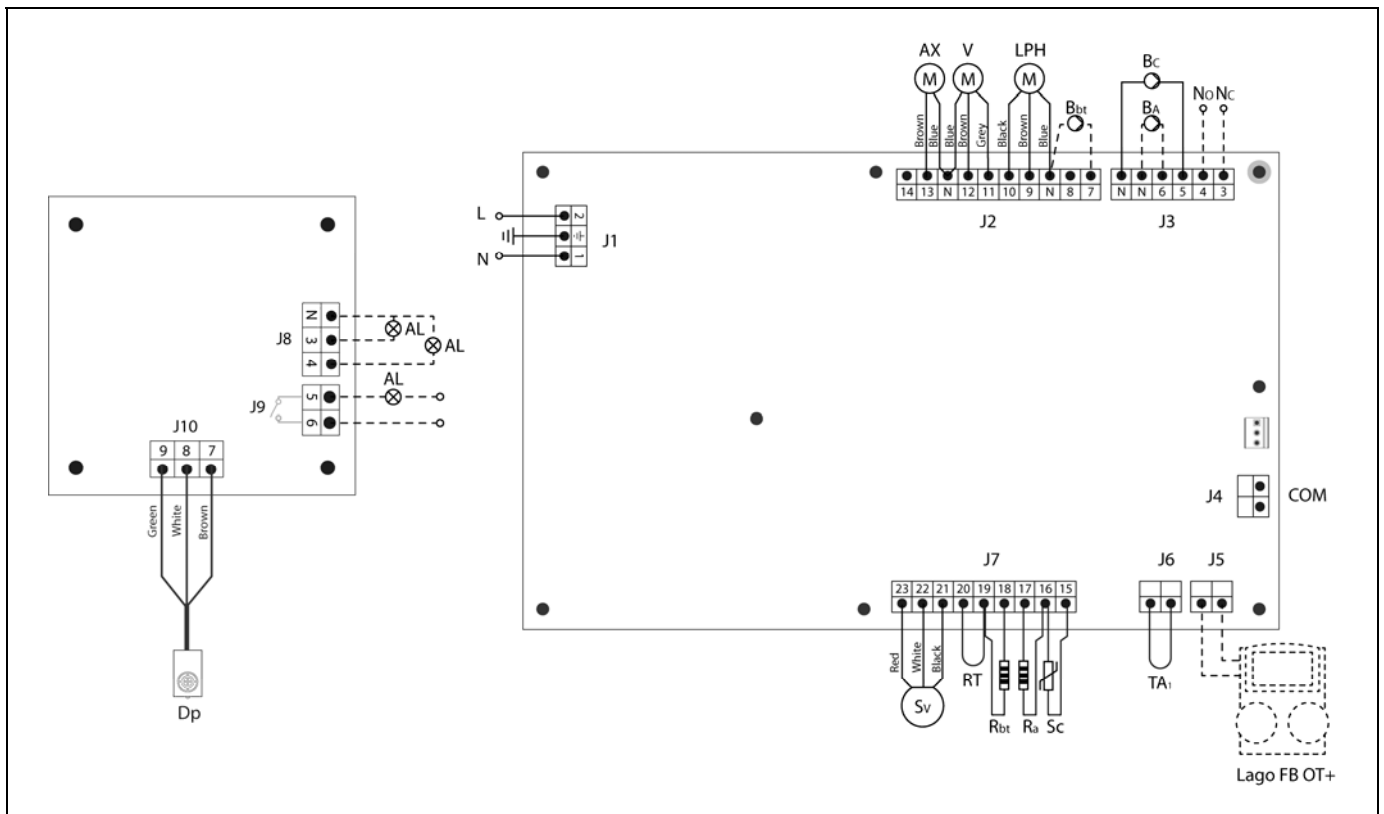 AX V LPH
M M M
Bbt
Brown Blue Blue Brown Grey Black Brown Blue
14 13 N 12 11 10 9 N 8 7
J2
BC
BA
NO NC
N N 6 5 4 3
J3
L
N
2
1
J1
J8
N
3
4
AL
AL
AL
J9
5
6
J10
9 8 7
Green White Brown
Dp
J4 COM
J7
23 22 21 20 19 18 17 16 15
Red White Black
SV
RT
Rbt Ra Sc
J6 J5
TA1
Lago FB OT+